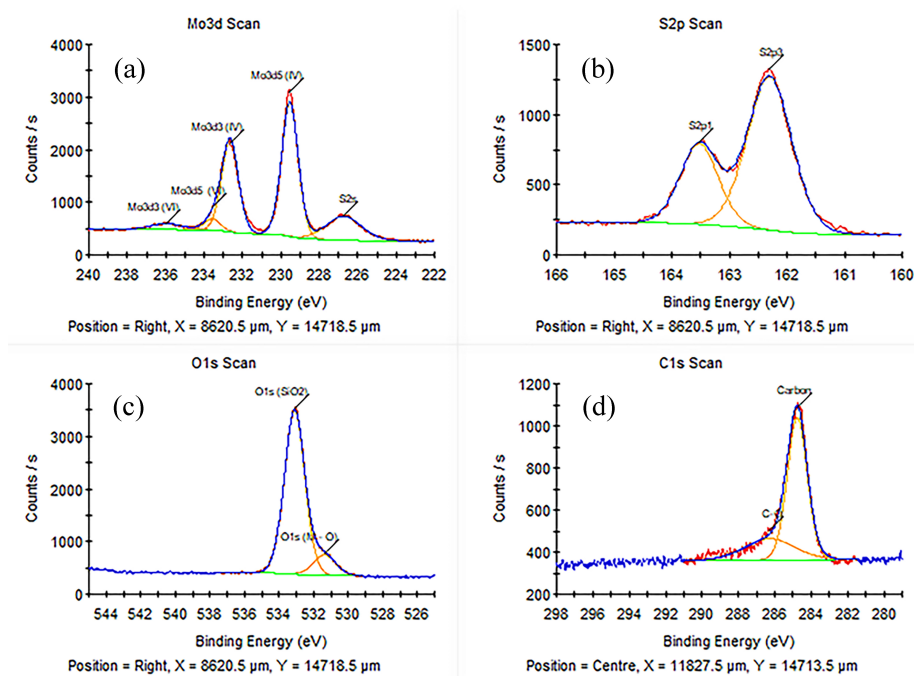 Mo3d Scan
(a)
Counts / s
4000
3000
2000
1000
0
Mo3d5 (IV)
Mo3d3 (IV)
Mo3d5 (VI)
Mo3d3 (VI)
S2s
240 238 236 234 232 230 228 226 224 222
Binding Energy (eV)
Position = Right, X = 8620.5 µm, Y = 14718.5 µm
S2p Scan
(b)
Counts / s
1500
1000
500
0
S2p3
S2p1
166 165 164 163 162 161 160
Binding Energy (eV)
Position = Right, X = 8620.5 µm, Y = 14718.5 µm
O1s Scan
(c)
Counts / s
4000
3000
2000
1000
0
O1s (SiO2)
O1s (M - O)
544 542 540 538 536 534 532 530 528 526
Binding Energy (eV)
Position = Right, X = 8620.5 µm, Y = 14718.5 µm
C1s Scan
(d)
Counts / s
1200
1000
800
600
400
200
Carbon
298 296 294 292 290 288 286 284 282 280
Binding Energy (eV)
Position = Centre, X = 11827.5 µm, Y = 14713.5 µm